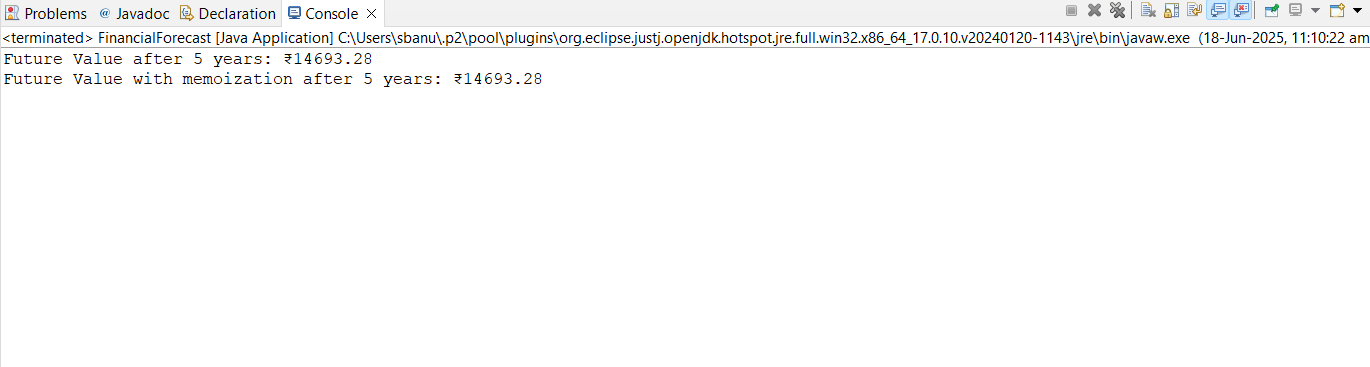 Problems @ Javadoc Declaration Console
<terminated> FinancialForecast [Java Application] C:\Users\sbanu\.p2\pool\plugins\org.eclipse.justj.openjdk.hotspot.jre.full.win32.x86_64_17.0.10.v20240120-1143\jre\bin\javaw.exe (18-Jun-2025, 11:10:22 am
Future Value after 5 years: ₹14693.28
Future Value with memoization after 5 years: ₹14693.28